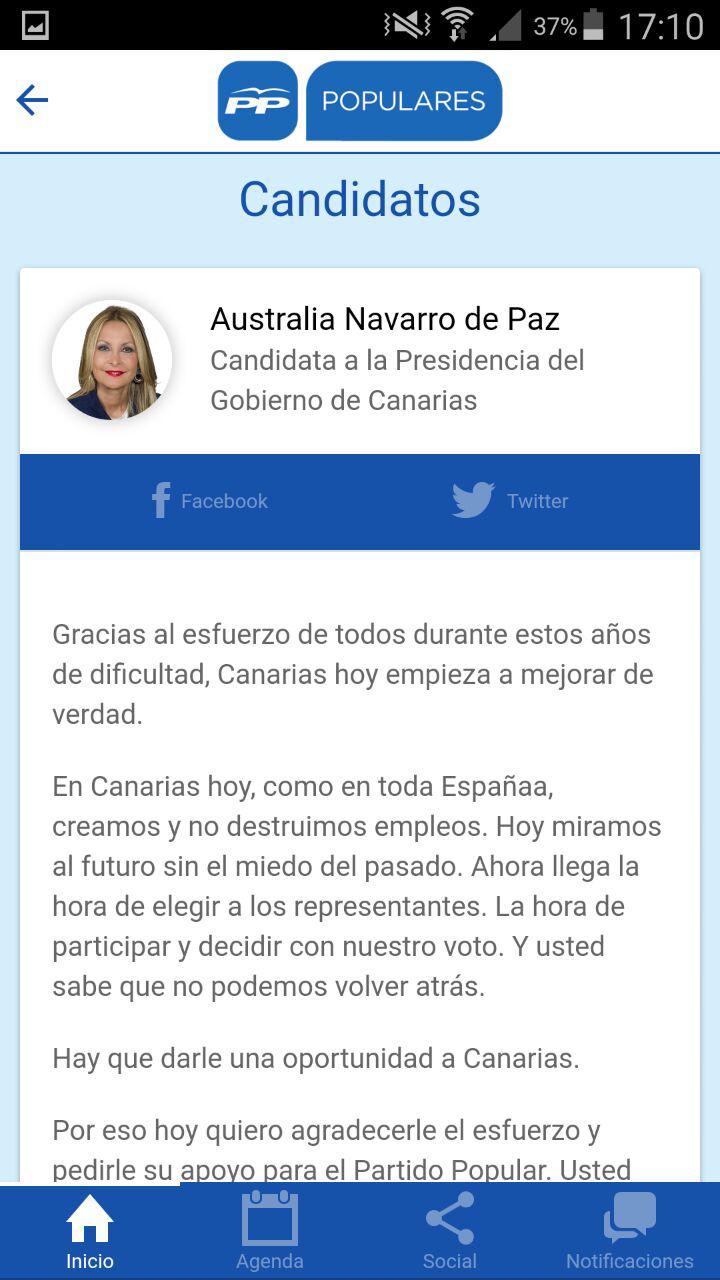 37% 17:10
PP POPULARES
Candidatos
Australia Navarro de Paz
Candidata a la Presidencia del
Gobierno de Canarias
Facebook Twitter
Gracias al esfuerzo de todos durante estos años
de dificultad, Canarias hoy empieza a mejorar de
verdad.
En Canarias hoy, como en toda Españaa,
creamos y no destruimos empleos. Hoy miramos
al futuro sin el miedo del pasado. Ahora llega la
hora de elegir a los representantes. La hora de
participar y decidir con nuestro voto. Y usted
sabe que no podemos volver atrás.
Hay que darle una oportunidad a Canarias.
Por eso hoy quiero agradecerle el esfuerzo y
pedirle su apoyo para el Partido Popular. Usted
Inicio Agenda Social Notificaciones